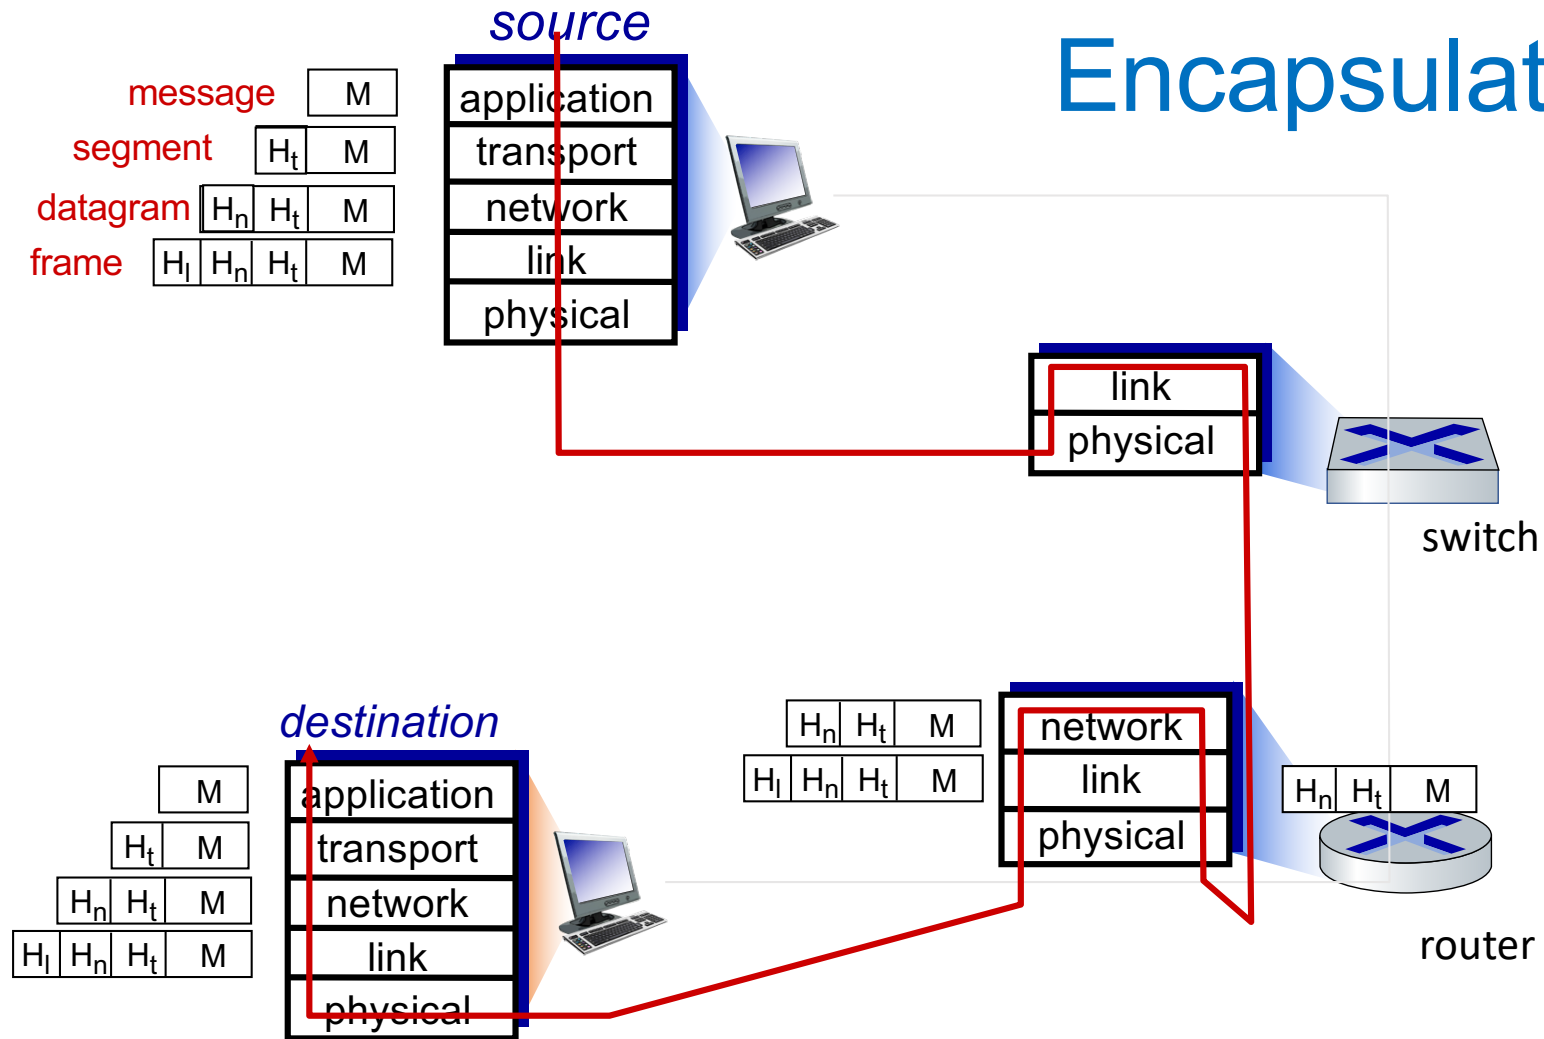 source
Encapsulat
message M
segment Ht M
datagram Hn Ht M
frame Hl Hn Ht M
application
transport
network
link
physical
link
physical
switch
destination
M
Ht M
Hn Ht M
Hl Hn Ht M
application
transport
network
link
physical
Hn Ht M
Hl Hn Ht M
network
link
physical
Hn Ht M
router